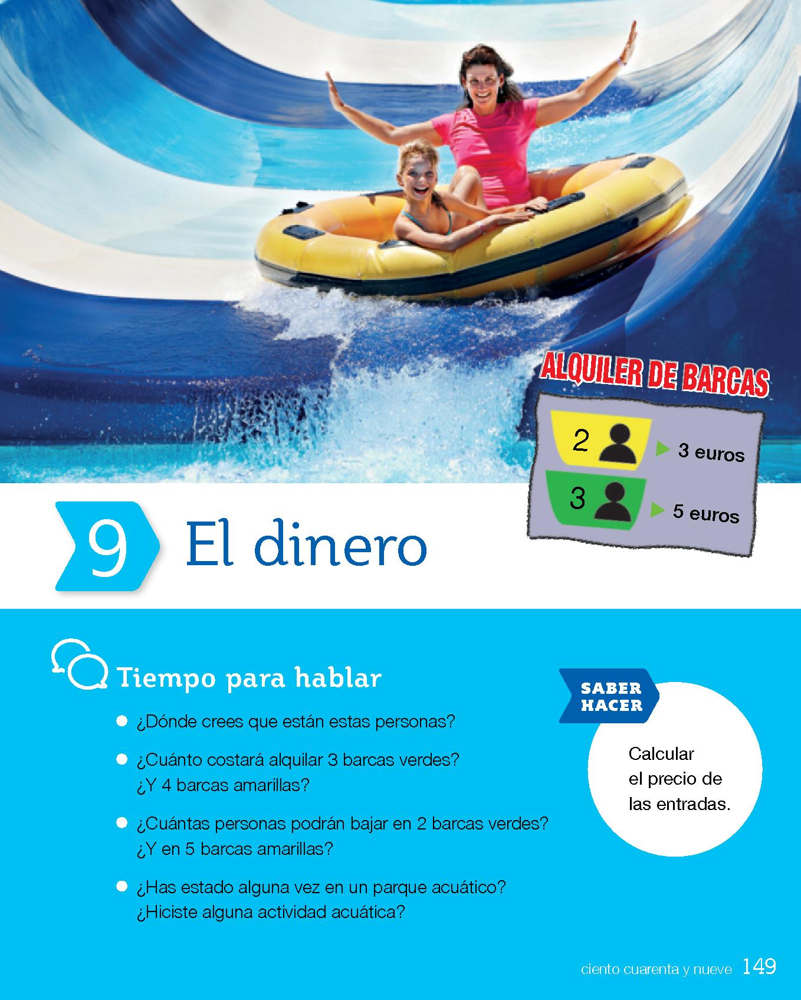 ALQUILER DE BARCAS
2 3 euros
3 5 euros
9 El dinero
Tiempo para hablar
¿Dónde crees que están estas personas?
¿Cuánto costará alquilar 3 barcas verdes?
¿Y 4 barcas amarillas?
¿Cuántas personas podrán bajar en 2 barcas verdes?
¿Y en 5 barcas amarillas?
¿Has estado alguna vez en un parque acuático?
¿Hiciste alguna actividad acuática?
SABER
HACER
Calcular
el precio de
las entradas.
ciento cuarenta y nueve 149